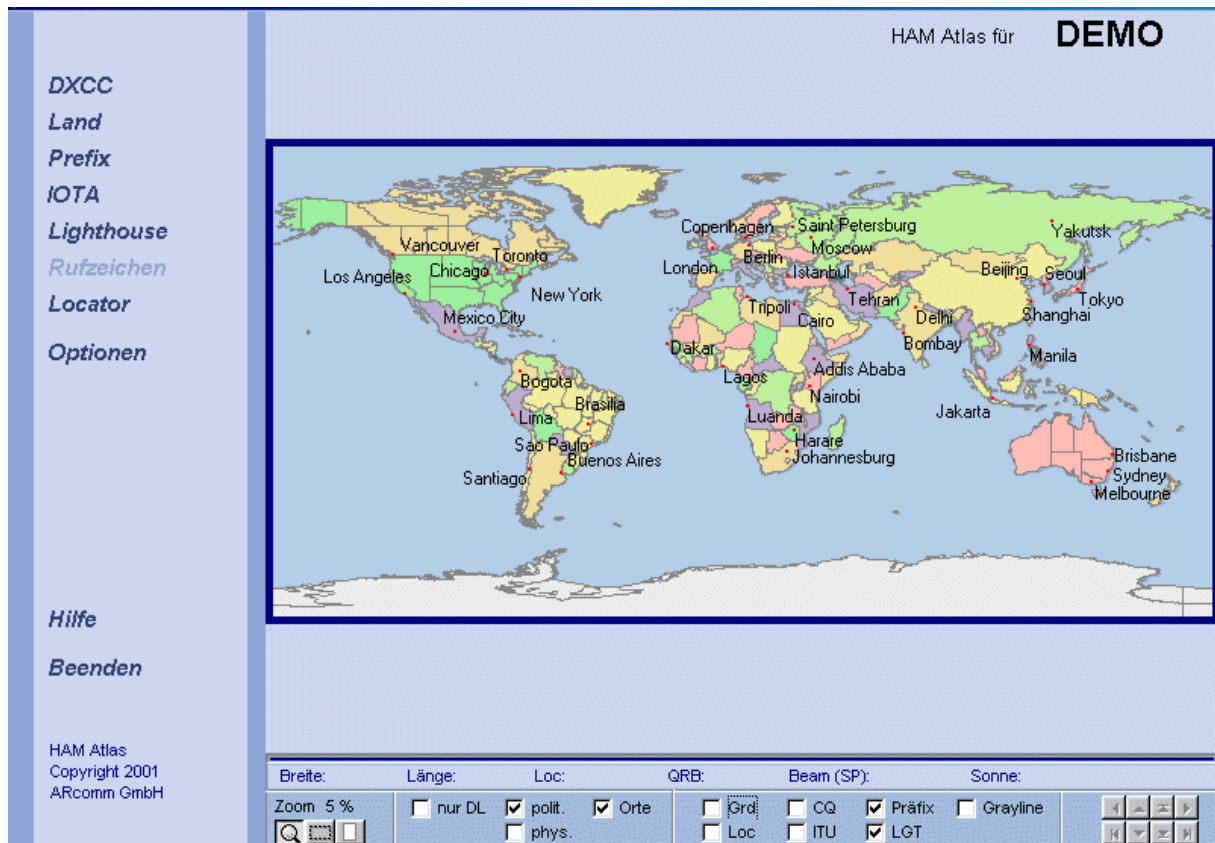 HAM Atlas für DEMO
DXCC
Land
Prefix
IOTA
Lighthouse
Rufzeichen
Locator
Optionen
Hilfe
Beenden
HAM Atlas
Copyright 2001
ARcomm GmbH
Copenhagen
Saint Petersburg
Yakutsk
Vancouver
Toronto
Berlin
Moscow
Los Angeles
Chicago
London
Istanbul
Beijing
Seoul
New York
Tripoli
Tehran
Tokyo
Mexico City
Cairo
Delhi
Shanghai
Dakar
Bombay
Manila
Bogota
Lagos
Addis Ababa
Brasilia
Nairobi
Lima
Luanda
Jakarta
Sao Paulo
Harare
Buenos Aires
Johannesburg
Brisbane
Santiago
Sydney
Melbourne
Breite: Länge: Loc: QRB: Beam (SP): Sonne:
Zoom 5 % nur DL polit. Orte Grd CQ Präfix Grayline
phys. Loc ITU LGT